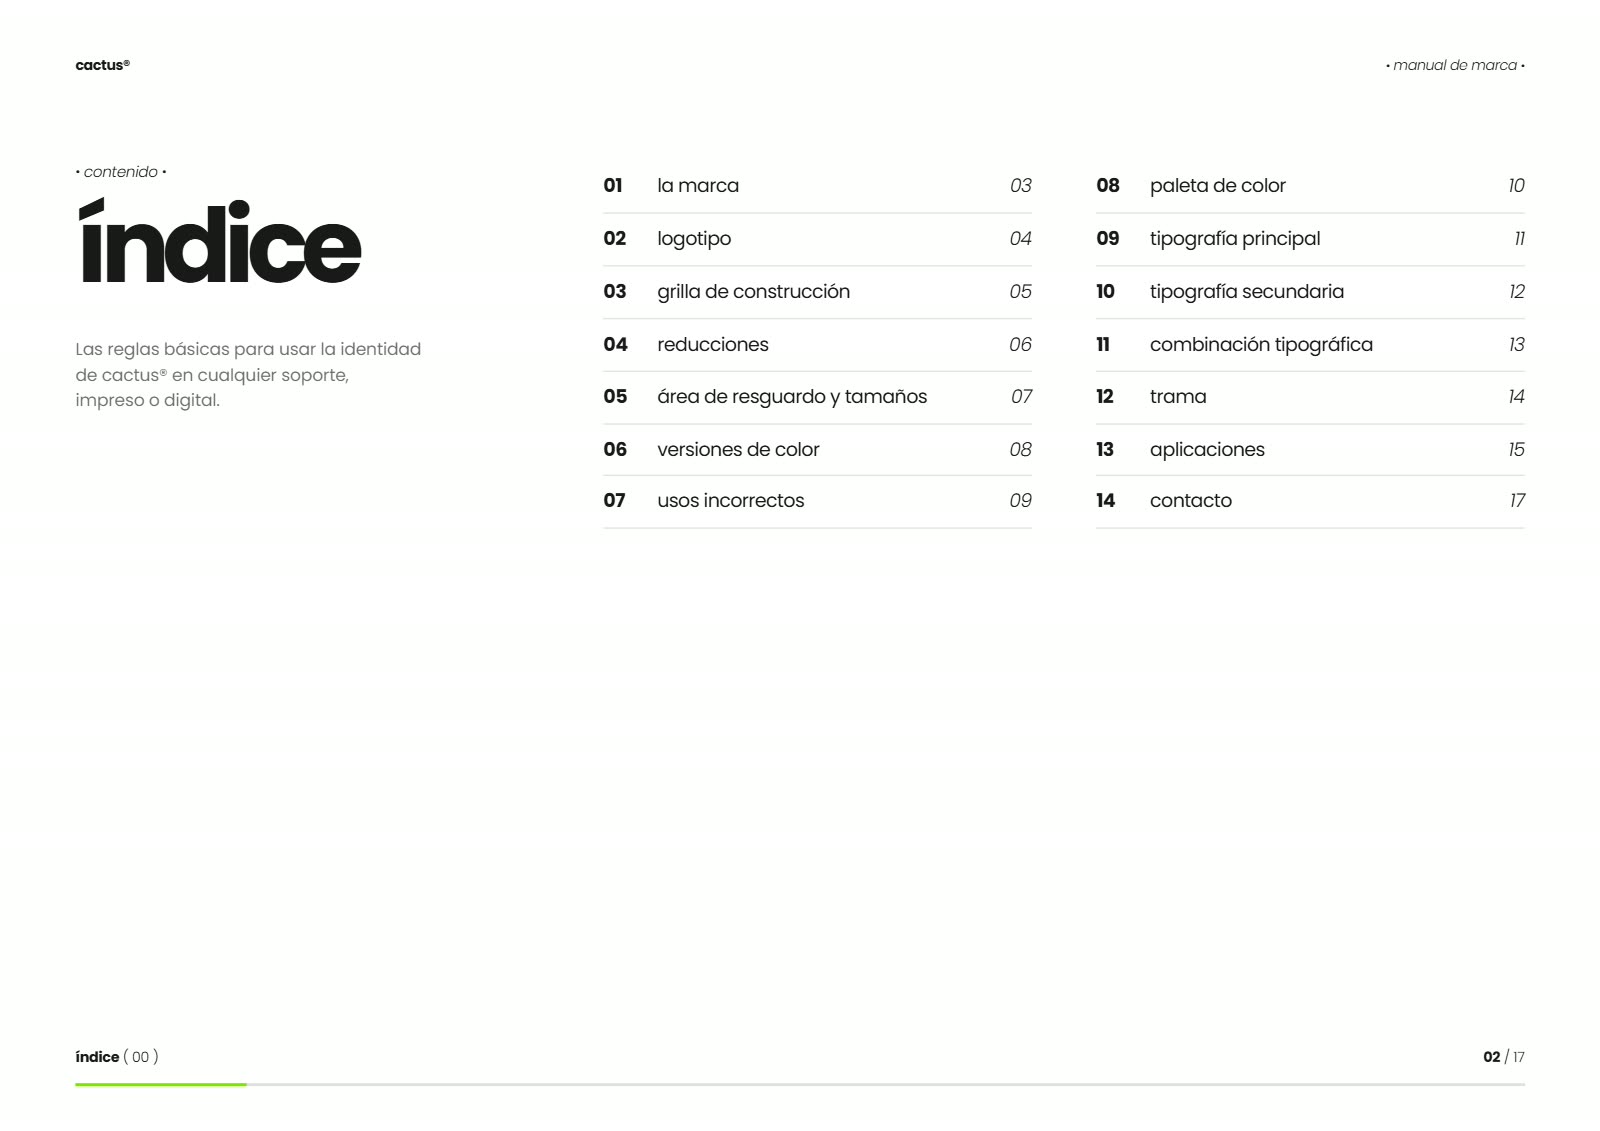 cactus®
• manual de marca •
• contenido •
índice
Las reglas básicas para usar la identidad
de cactus® en cualquier soporte,
impreso o digital.
01 la marca 03
02 logotipo 04
03 grilla de construcción 05
04 reducciones 06
05 área de resguardo y tamaños 07
06 versiones de color 08
07 usos incorrectos 09
08 paleta de color 10
09 tipografía principal 11
10 tipografía secundaria 12
11 combinación tipográfica 13
12 trama 14
13 aplicaciones 15
14 contacto 17
índice ( 00 )
02 / 17